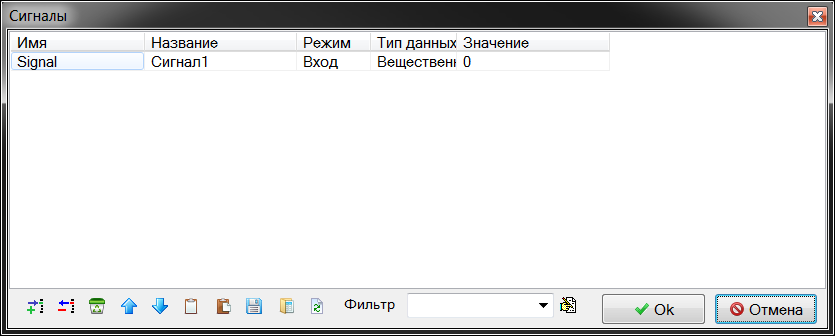 Сигналы
Имя Название Режим Тип данных Значение
Signal Сигнал1 Вход Веществен 0
Фильтр Ok Отмена